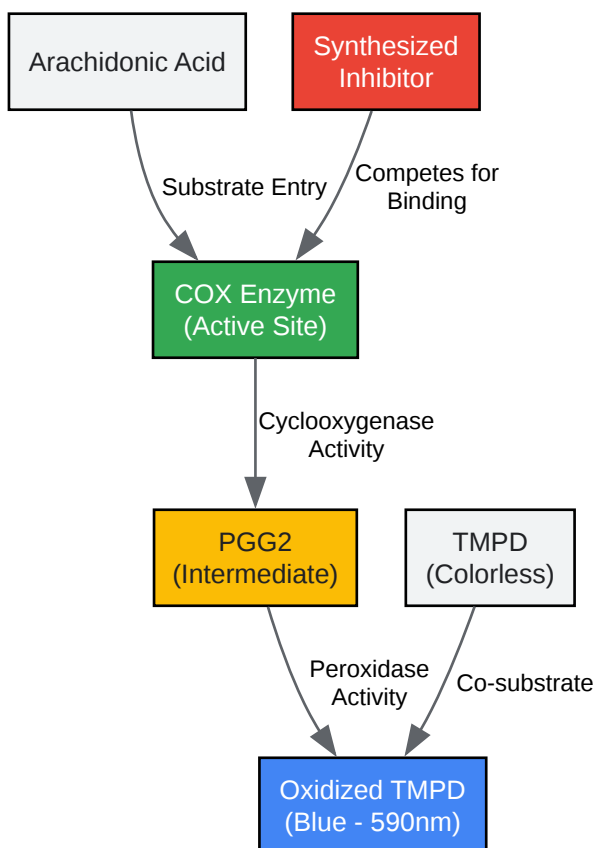 Arachidonic Acid
Synthesized
Inhibitor
Substrate Entry
Competes for
Binding
COX Enzyme
(Active Site)
Cyclooxygenase
Activity
PGG2
(Intermediate)
TMPD
(Colorless)
Peroxidase
Activity
Co-substrate
Oxidized TMPD
(Blue - 590nm)